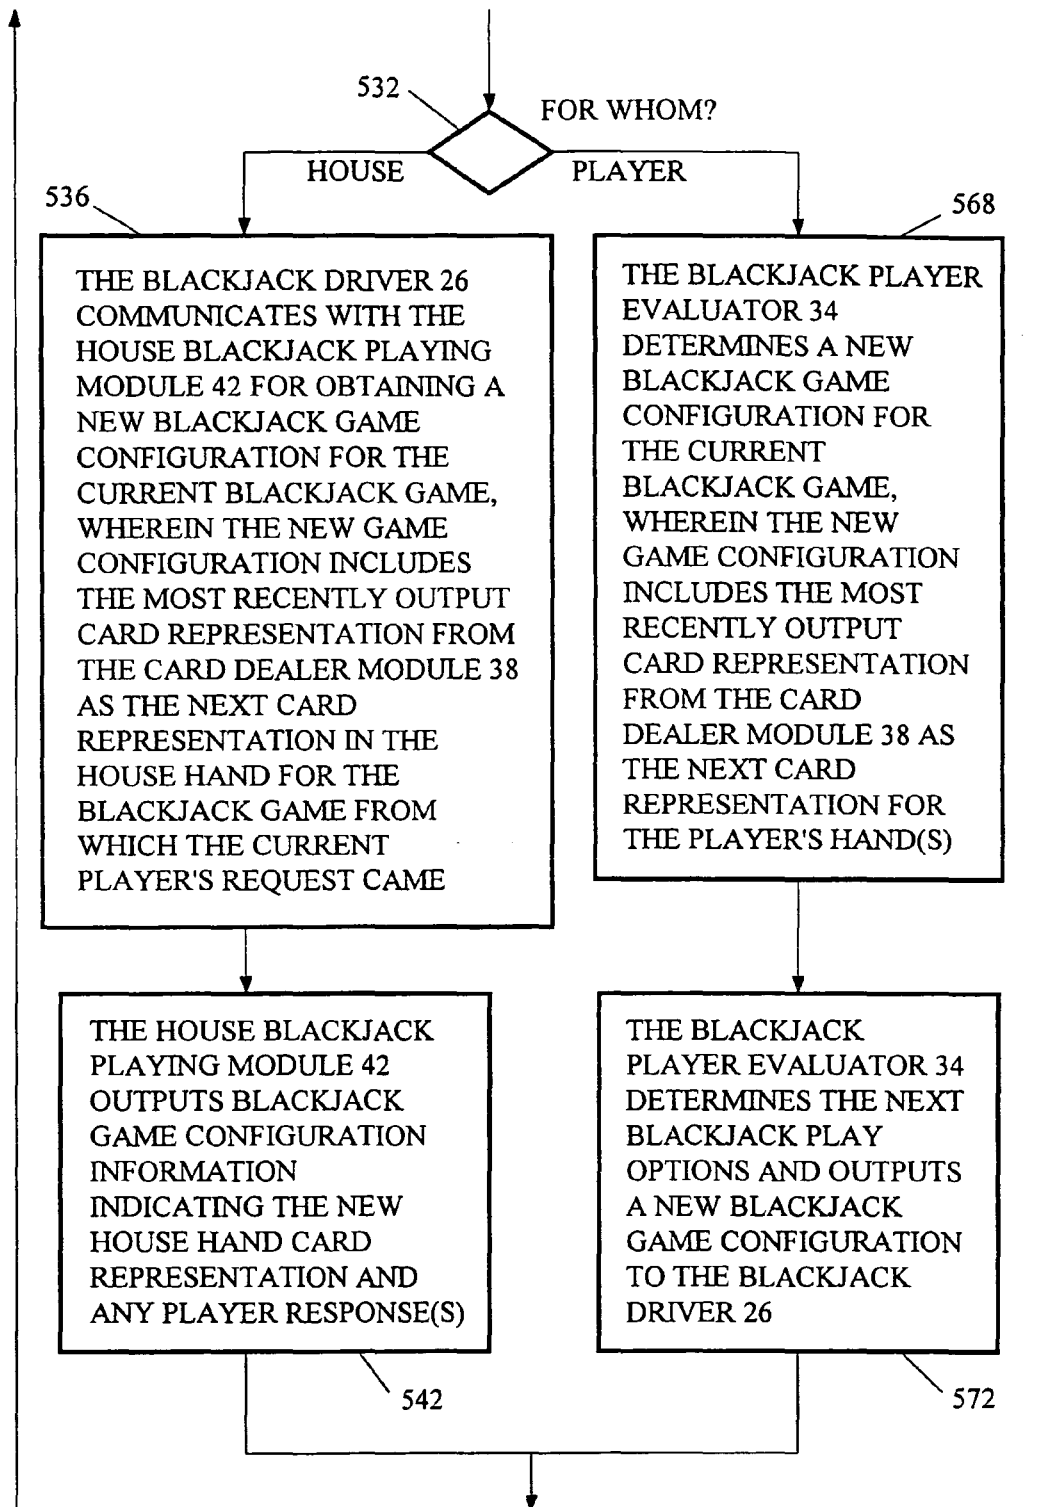 532
FOR WHOM?
HOUSE
PLAYER
536
THE BLACKJACK DRIVER 26
COMMUNICATES WITH THE
HOUSE BLACKJACK PLAYING
MODULE 42 FOR OBTAINING A
NEW BLACKJACK GAME
CONFIGURATION FOR THE
CURRENT BLACKJACK GAME,
WHEREIN THE NEW GAME
CONFIGURATION INCLUDES
THE MOST RECENTLY OUTPUT
CARD REPRESENTATION FROM
THE CARD DEALER MODULE 38
AS THE NEXT CARD
REPRESENTATION IN THE
HOUSE HAND FOR THE
BLACKJACK GAME FROM
WHICH THE CURRENT
PLAYER'S REQUEST CAME
568
THE BLACKJACK PLAYER
EVALUATOR 34
DETERMINES A NEW
BLACKJACK GAME
CONFIGURATION FOR
THE CURRENT
BLACKJACK GAME,
WHEREIN THE NEW
GAME CONFIGURATION
INCLUDES THE MOST
RECENTLY OUTPUT
CARD REPRESENTATION
FROM THE CARD
DEALER MODULE 38 AS
THE NEXT CARD
REPRESENTATION FOR
THE PLAYER'S HAND(S)
THE HOUSE BLACKJACK
PLAYING MODULE 42
OUTPUTS BLACKJACK
GAME CONFIGURATION
INFORMATION
INDICATING THE NEW
HOUSE HAND CARD
REPRESENTATION AND
ANY PLAYER RESPONSE(S)
542
THE BLACKJACK
PLAYER EVALUATOR 34
DETERMINES THE NEXT
BLACKJACK PLAY
OPTIONS AND OUTPUTS
A NEW BLACKJACK
GAME CONFIGURATION
TO THE BLACKJACK
DRIVER 26
572